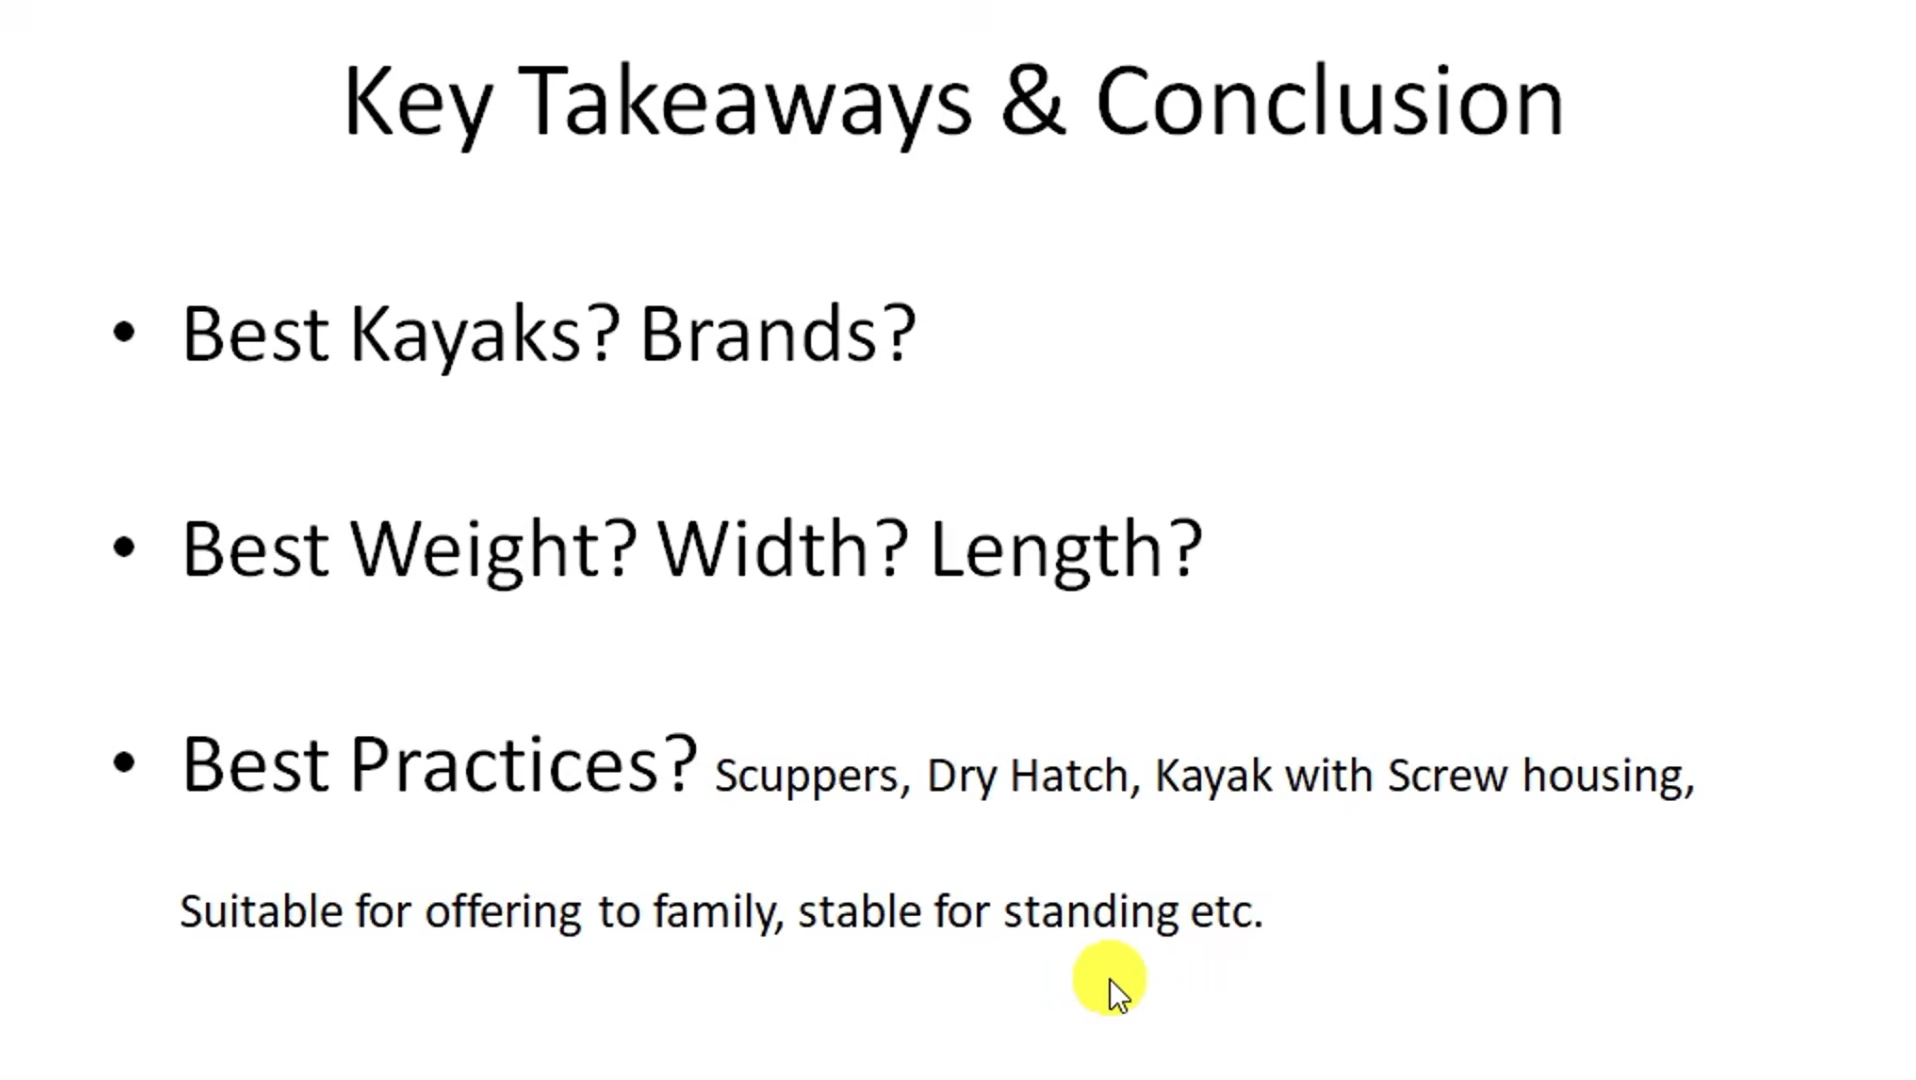 Key Takeaways & Conclusion
• Best Kayaks? Brands?
• Best Weight? Width? Length?
• Best Practices? Scuppers, Dry Hatch, Kayak with Screw housing,
Suitable for offering to family, stable for standing etc.